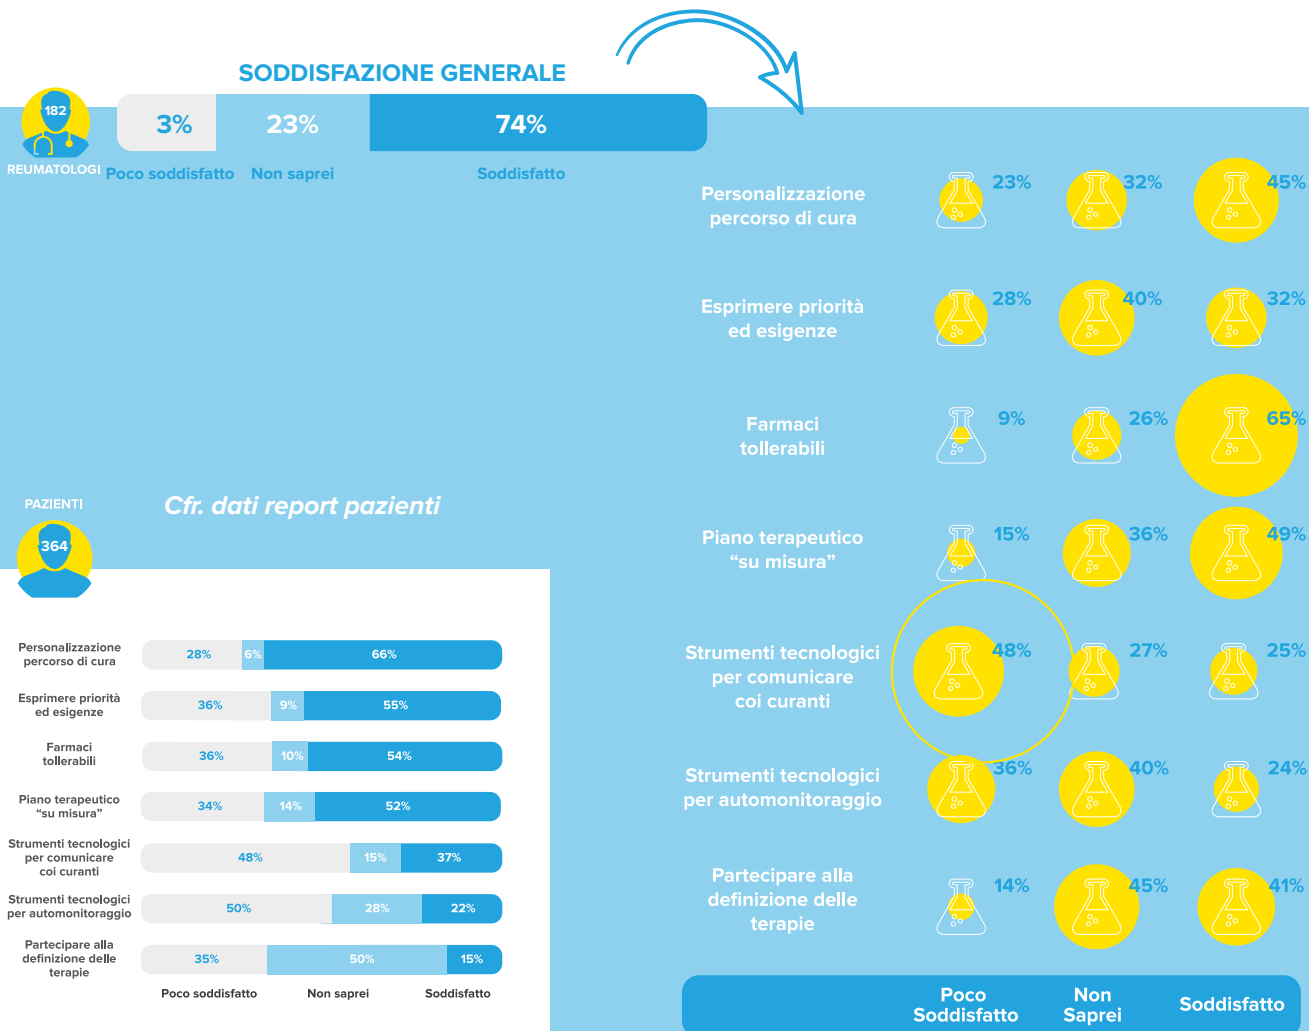 SODDISFAZIONE GENERALE
182
REUMATOLOGI
3%
23%
74%
Poco soddisfatto
Non saprei
Soddisfatto
Personalizzazione
percorso di cura
23%
32%
45%
Esprimere priorità
ed esigenze
28%
40%
32%
Farmaci
tollerabili
9%
26%
65%
Piano terapeutico
“su misura”
15%
36%
49%
Strumenti tecnologici
per comunicare
coi curanti
48%
27%
25%
Strumenti tecnologici
per automonitoraggio
36%
40%
24%
Partecipare alla
definizione delle
terapie
14%
45%
41%
Poco
Soddisfatto
Non
Saprei
Soddisfatto
PAZIENTI
364
Cfr. dati report pazienti
Personalizzazione
percorso di cura
28%
6%
66%
Esprimere priorità
ed esigenze
36%
9%
55%
Farmaci
tollerabili
36%
10%
54%
Piano terapeutico
“su misura”
34%
14%
52%
Strumenti tecnologici
per comunicare
coi curanti
48%
15%
37%
Strumenti tecnologici
per automonitoraggio
50%
28%
22%
Partecipare alla
definizione delle
terapie
35%
50%
15%
Poco soddisfatto
Non saprei
Soddisfatto